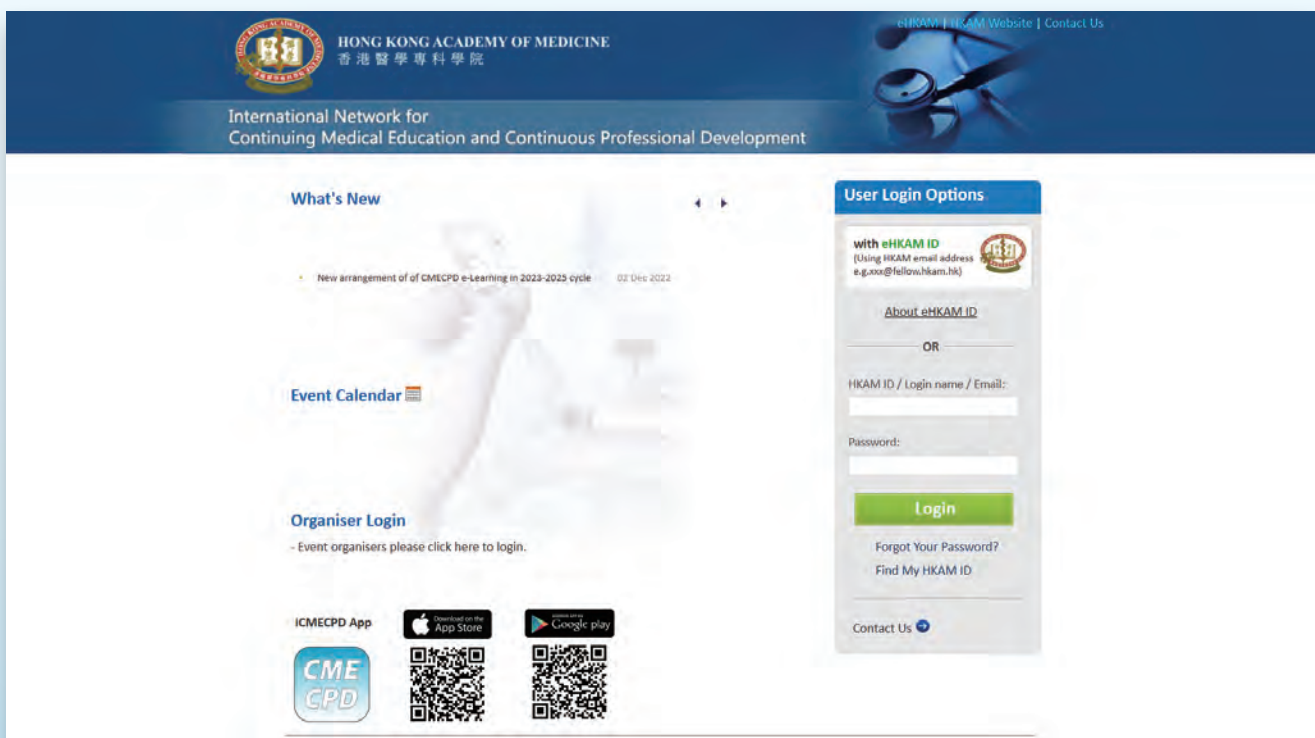 eHKAM | HKAM Website | Contact Us
HONG KONG ACADEMY OF MEDICINE
香港醫學專科學院
International Network for
Continuing Medical Education and Continuous Professional Development
What's New
New arrangement of of CMECPD e-Learning in 2023-2025 cycle 02 Dec 2022
Event Calendar
Organiser Login
- Event organisers please click here to login.
iCMECPD App
Download on the
App Store
Google play
CME
CPD
User Login Options
with eHKAM ID
(Using HKAM email address
e.g.xxx@fellow.hkam.hk)
About eHKAM ID
OR
HKAM ID / Login name / Email:
Password:
Login
Forgot Your Password?
Find My HKAM ID
Contact Us